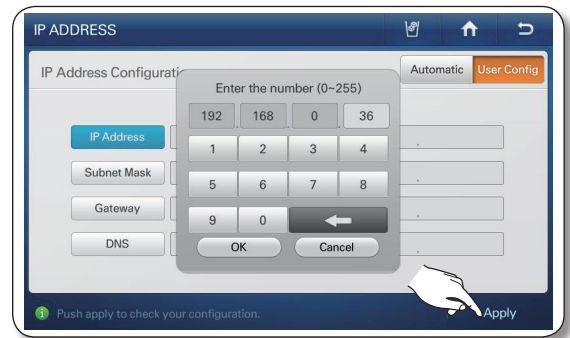 IP ADDRESS
IP Address Configurati
Automatic
User Config
Enter the number (0~255)
192 . 168 . 0 . 36
IP Address
1 2 3 4
Subnet Mask
5 6 7 8
Gateway
9 0
DNS
OK Cancel
Push apply to check your configuration.
Apply